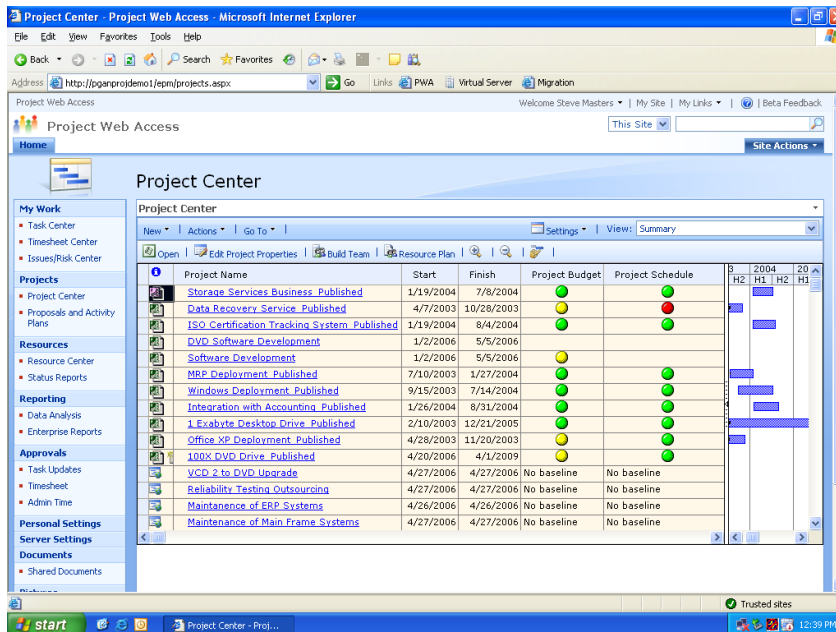 Project Center - Project Web Access - Microsoft Internet Explorer
File Edit View Favorites Tools Help
Back Search Favorites
Address http://pganprojdemo1/epm/projects.aspx Go Links PWA Virtual Server Migration
Project Web Access Welcome Steve Masters | My Site | My Links | Beta Feedback
Project Web Access This Site
Home Site Actions
Project Center
My Work
Task Center
Timesheet Center
Issues/Risk Center
Projects
Project Center
Proposals and Activity
Plans
Resources
Resource Center
Status Reports
Reporting
Data Analysis
Enterprise Reports
Approvals
Task Updates
Timesheet
Admin Time
Personal Settings
Server Settings
Documents
Shared Documents
Project Center
New | Actions | Go To | Settings | View: Summary
Open | Edit Project Properties | Build Team | Resource Plan | | |
Project Name Start Finish Project Budget Project Schedule 3 2004 20
H2 H1 H2 H1
Storage Services Business_Published 1/19/2004 7/8/2004
Data Recovery Service_Published 4/7/2003 10/28/2003
ISO Certification Tracking System_Published 1/19/2004 8/4/2004
DVD Software Development 1/2/2006 5/5/2006
Software Development 1/2/2006 5/5/2006
MRP Deployment_Published 7/10/2003 1/27/2004
Windows Deployment_Published 9/15/2003 7/14/2004
Integration with Accounting_Published 1/26/2004 8/31/2004
1 Exabyte Desktop Drive_Published 2/10/2003 12/21/2005
Office XP Deployment_Published 4/28/2003 11/20/2003
100X DVD Drive_Published 4/20/2006 4/1/2009
VCD 2 to DVD Upgrade 4/27/2006 4/27/2006 No baseline No baseline
Reliability Testing Outsourcing 4/27/2006 4/27/2006 No baseline No baseline
Maintanence of ERP Systems 4/26/2006 4/26/2006 No baseline No baseline
Maintenance of Main Frame Systems 4/27/2006 4/27/2006 No baseline No baseline
Trusted sites
start Project Center - Proj... 12:39 PM